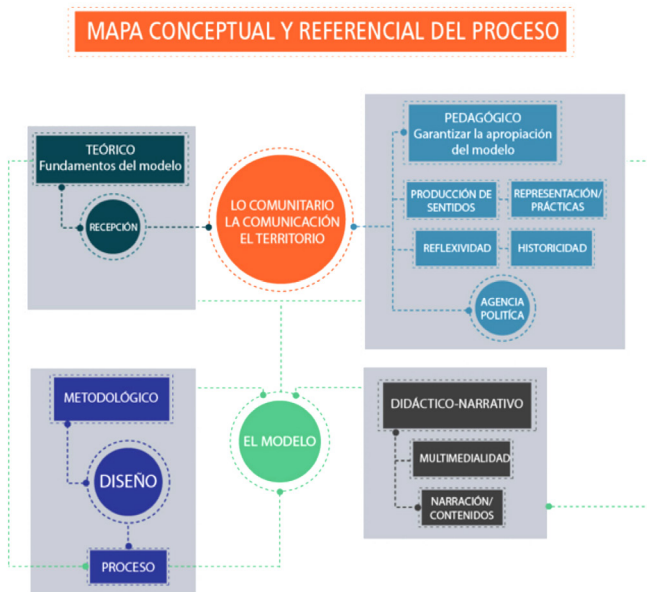 MAPA CONCEPTUAL Y REFERENCIAL DEL PROCESO
TEÓRICO
Fundamentos del modelo
RECEPCIÓN
LO COMUNITARIO
LA COMUNICACIÓN
EL TERRITORIO
PEDAGÓGICO
Garantizar la apropiación
del modelo
PRODUCCIÓN DE
SENTIDOS
REPRESENTACIÓN/
PRÁCTICAS
REFLEXIVIDAD
HISTORICIDAD
AGENCIA
POLITÍCA
METODOLÓGICO
DISEÑO
PROCESO
EL MODELO
DIDÁCTICO-NARRATIVO
MULTIMEDIALIDAD
NARRACIÓN/
CONTENIDOS